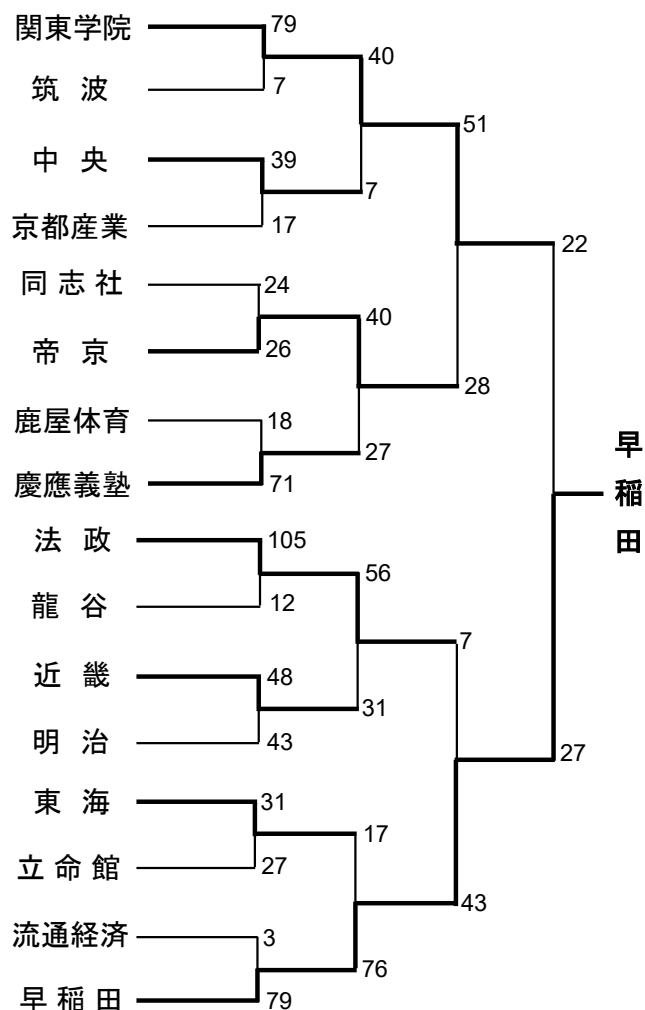 関東学院 79
40
筑波 7
51
中央 39
7
京都産業 17
22
同志社 24
40
帝京 26
28
鹿屋体育 18
27
慶應義塾 71
早稲田
法政 105
56
龍谷 12
7
近畿 48
31
明治 43
27
東海 31
17
立命館 27
43
流通経済 3
76
早稲田 79